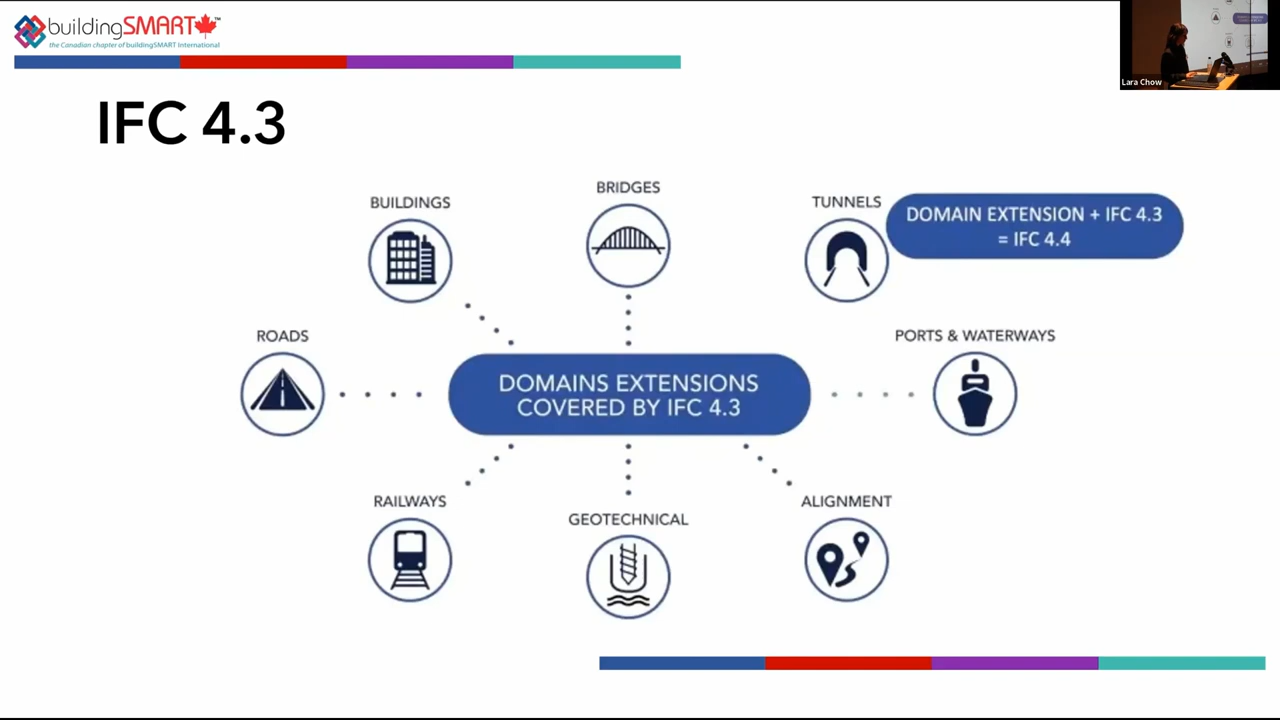 buildingSMART™
the Canadian chapter of buildingSMART International
Lara Chow
IFC 4.3
BUILDINGS
BRIDGES
TUNNELS
DOMAIN EXTENSION + IFC 4.3
= IFC 4.4
ROADS
DOMAINS EXTENSIONS
COVERED BY IFC 4.3
PORTS & WATERWAYS
RAILWAYS
GEOTECHNICAL
ALIGNMENT